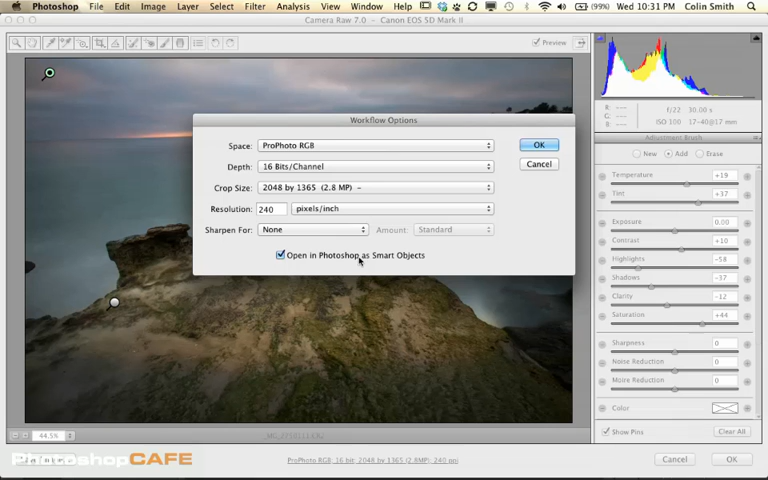 Photoshop File Edit Image Layer Select Filter Analysis View Window Help (99%) Wed 10:31 PM Colin Smith
Camera Raw 7.0 - Canon EOS 5D Mark II
Preview
Workflow Options
Space: ProPhoto RGB
OK
Depth: 16 Bits/Channel
Cancel
Crop Size: 2048 by 1365 (2.8 MP) –
Resolution: 240 pixels/inch
Sharpen For: None Amount: Standard
Open in Photoshop as Smart Objects
R: ---
G: ---
B: ---
f/22 30.00 s
ISO 100 17-40@17 mm
Adjustment Brush
New Add Erase
Temperature +19
Tint +37
Exposure 0.00
Contrast +10
Highlights -58
Shadows -37
Clarity -12
Saturation +44
Sharpness 0
Noise Reduction 0
Moire Reduction 0
Color
Show Pins Clear All
44.5%
PhotoshopCAFE
ProPhoto RGB; 16 bit; 2048 by 1365 (2.8MP); 240 ppi
Cancel OK